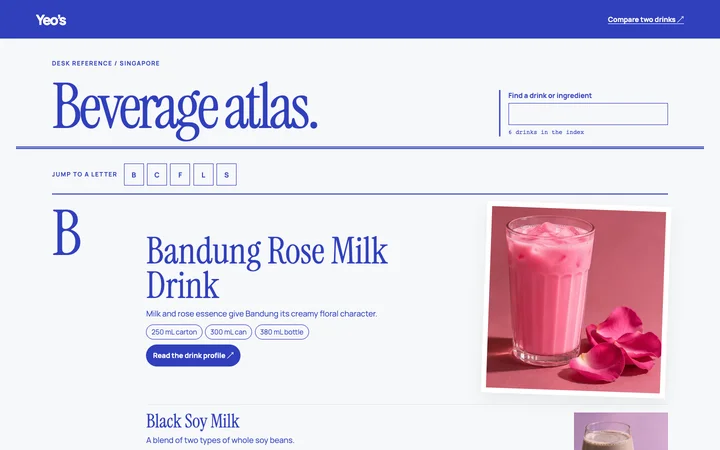 Yeo's
Compare two drinks ↗
DESK REFERENCE / SINGAPORE
Beverage atlas.
Find a drink or ingredient
6 drinks in the index
JUMP TO A LETTER
B C F L S
B
Bandung Rose Milk
Drink
Milk and rose essence give Bandung its creamy floral character.
250 mL carton 300 mL can 380 mL bottle
Read the drink profile ↗
Black Soy Milk
A blend of two types of whole soy beans.